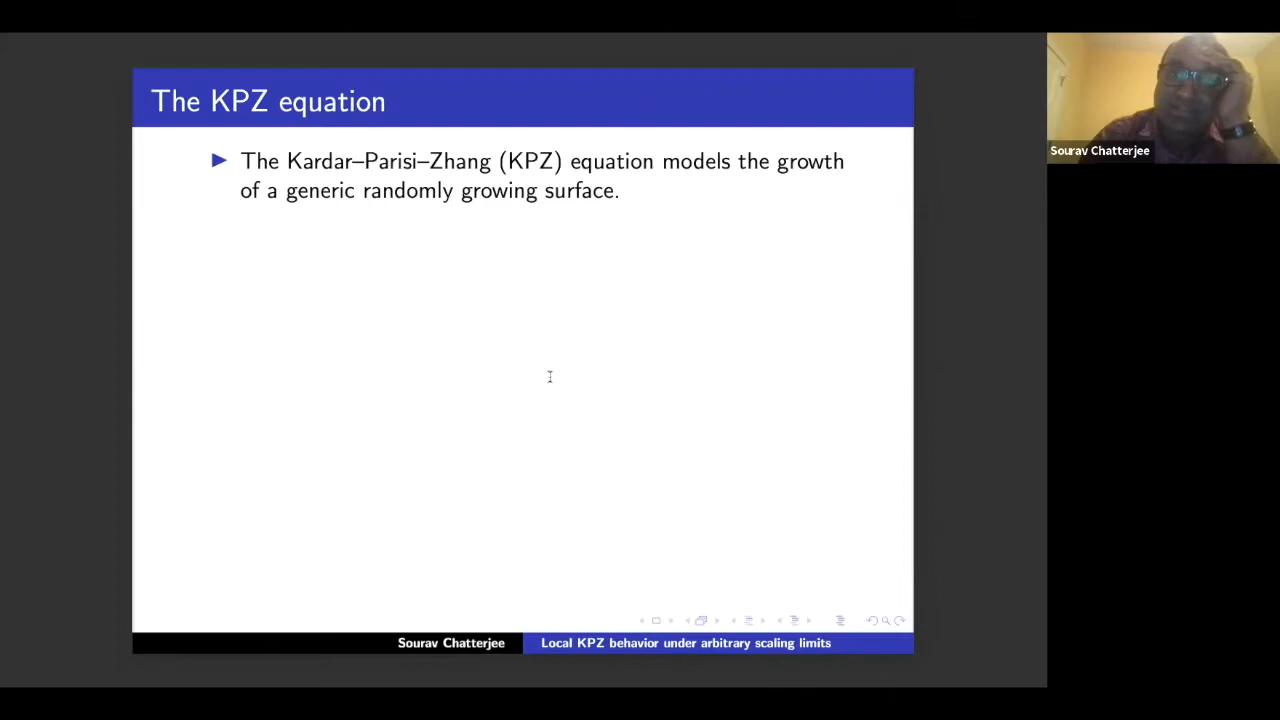 The KPZ equation
The Kardar–Parisi–Zhang (KPZ) equation models the growth
of a generic randomly growing surface.
Sourav Chatterjee
Sourav Chatterjee
Local KPZ behavior under arbitrary scaling limits